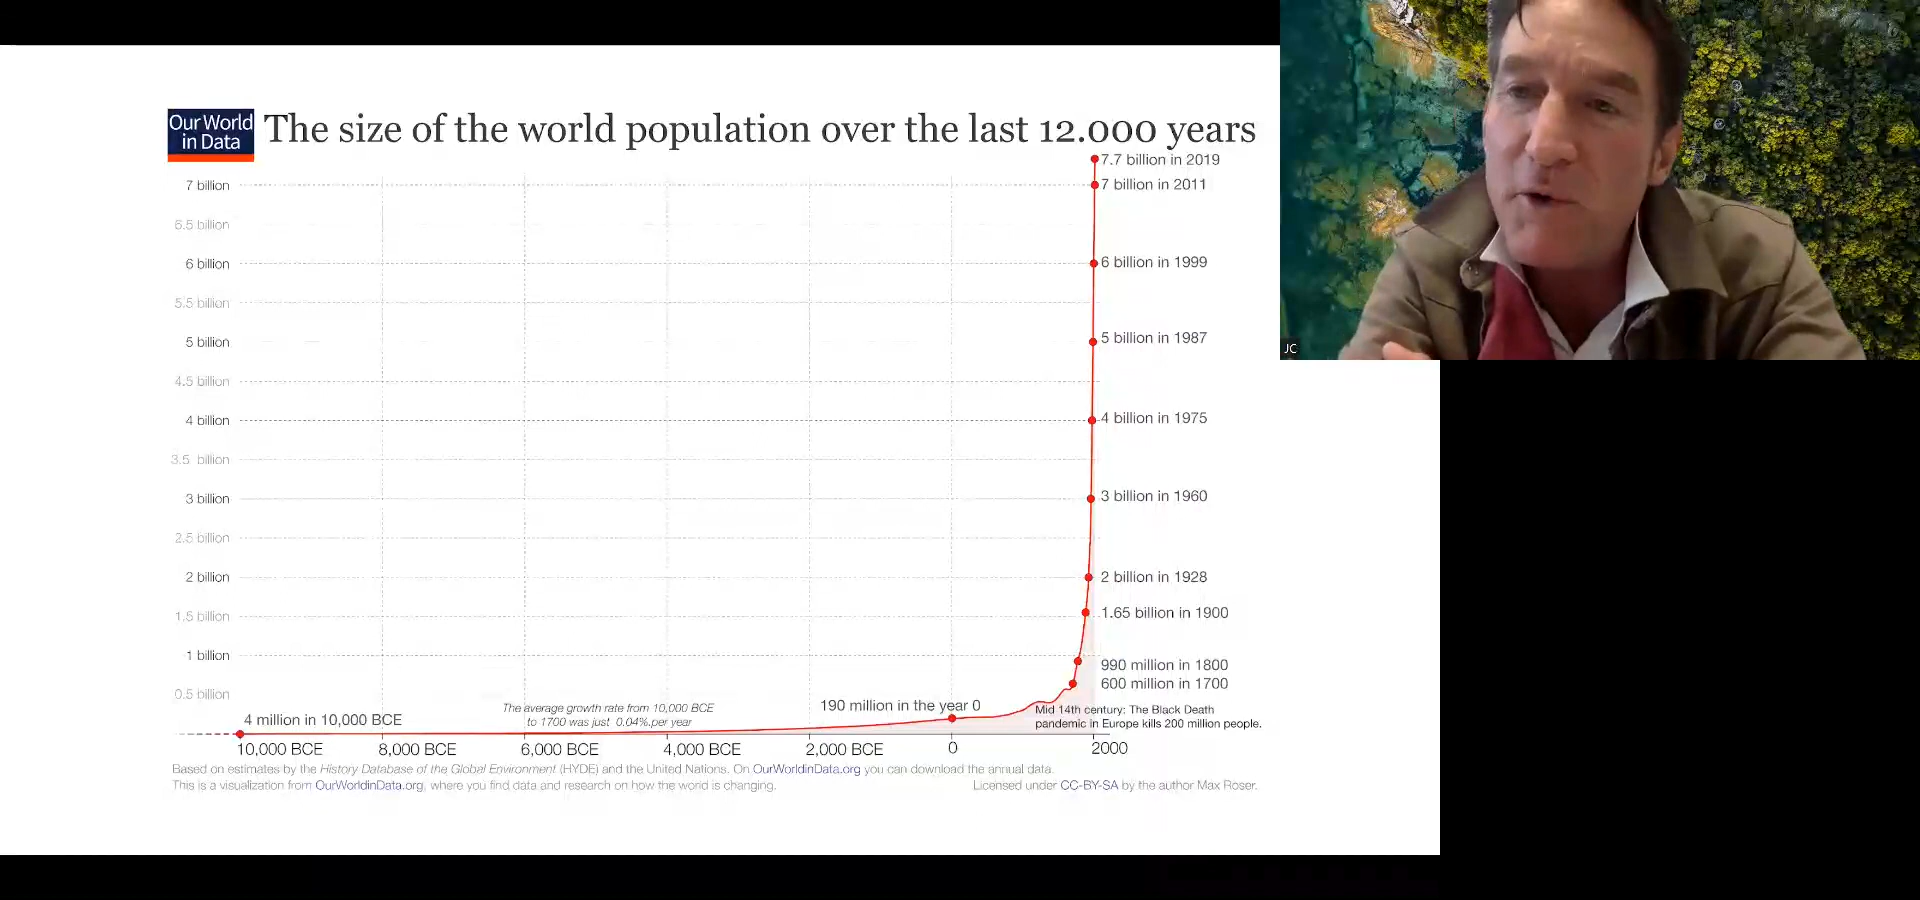 Our World
in Data
The size of the world population over the last 12.000 years
7.7 billion in 2019
7 billion
7 billion in 2011
6.5 billion
6 billion
6 billion in 1999
5.5 billion
5 billion
5 billion in 1987
4.5 billion
4 billion
4 billion in 1975
3.5 billion
3 billion
3 billion in 1960
2.5 billion
2 billion
2 billion in 1928
1.5 billion
1.65 billion in 1900
1 billion
990 million in 1800
600 million in 1700
0.5 billion
4 million in 10,000 BCE
The average growth rate from 10,000 BCE
to 1700 was just 0.04% per year
190 million in the year 0
Mid 14th century: The Black Death
pandemic in Europe kills 200 million people.
10,000 BCE 8,000 BCE 6,000 BCE 4,000 BCE 2,000 BCE 0 2000
Based on estimates by the History Database of the Global Environment (HYDE) and the United Nations. On OurWorldinData.org you can download the annual data.
This is a visualization from OurWorldinData.org, where you find data and research on how the world is changing.
Licensed under CC-BY-SA by the author Max Roser.
JC